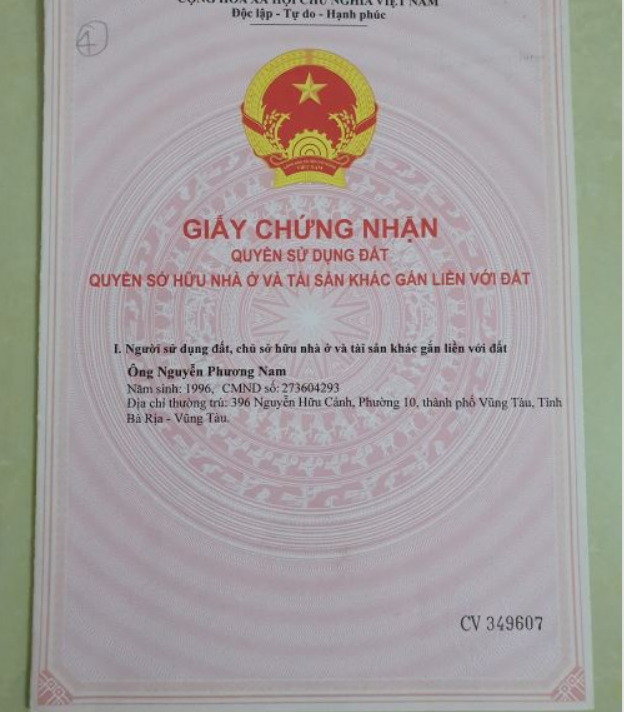 CỘNG HÒA XÃ HỘI CHỦ NGHĨA VIỆT NAM
Độc lập - Tự do - Hạnh phúc
1
VIỆT NAM
GIẤY CHỨNG NHẬN
QUYỀN SỬ DỤNG ĐẤT
QUYỀN SỞ HỮU NHÀ Ở VÀ TÀI SẢN KHÁC GẮN LIỀN VỚI ĐẤT
I. Người sử dụng đất, chủ sở hữu nhà ở và tài sản khác gắn liền với đất
Ông Nguyễn Phương Nam
Năm sinh: 1996, CMND số: 273604293
Địa chỉ thường trú: 396 Nguyễn Hữu Cảnh, Phường 10, thành phố Vũng Tàu, Tỉnh
Bà Rịa - Vũng Tàu.
CV 349607